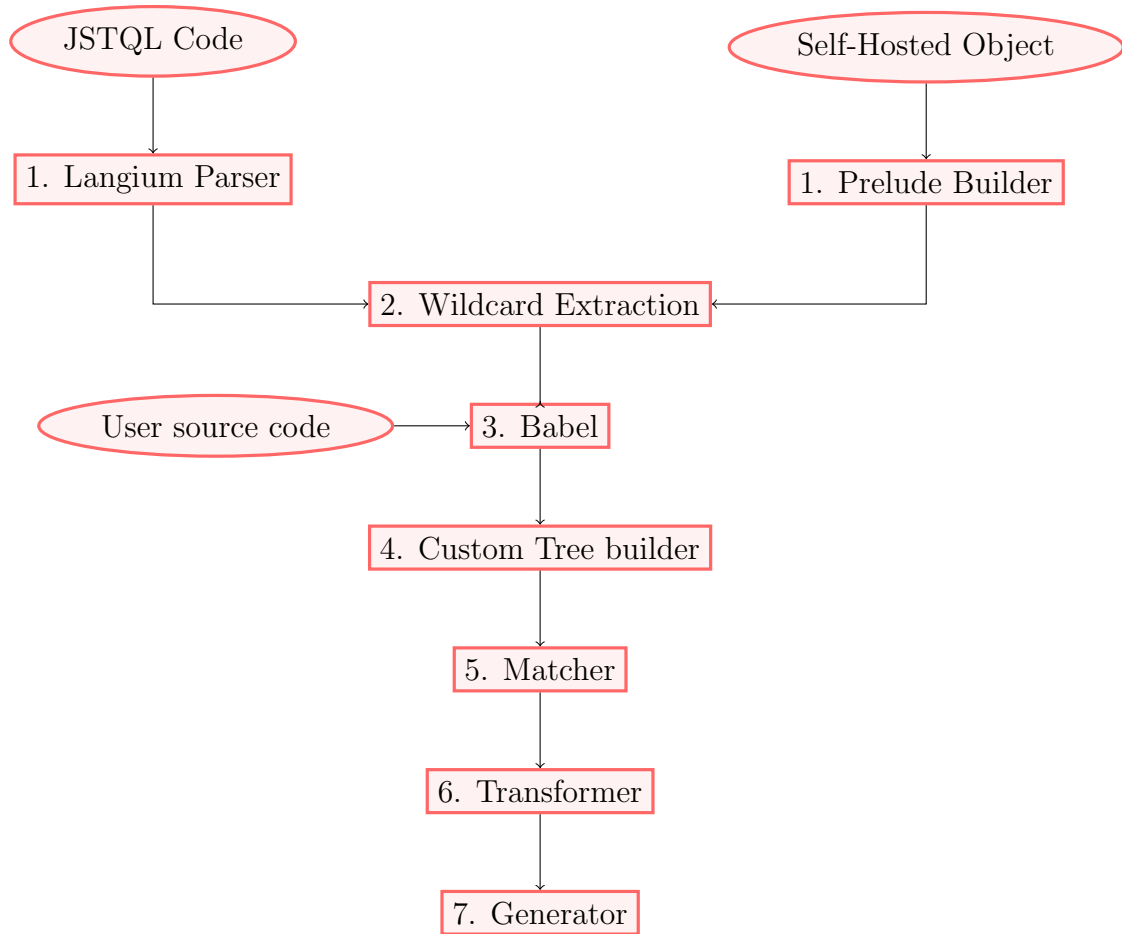 JSTQL Code
Self-Hosted Object
1. Langium Parser
1. Prelude Builder
2. Wildcard Extraction
User source code
3. Babel
4. Custom Tree builder
5. Matcher
6. Transformer
7. Generator